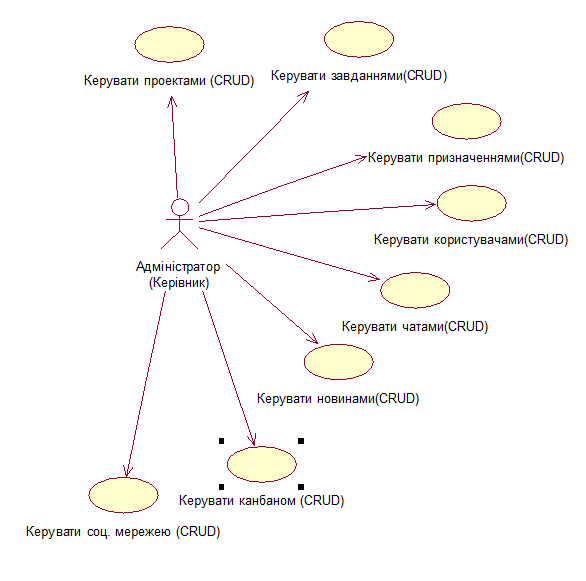 Керувати проектами (CRUD)
Керувати завданнями(CRUD)
Керувати призначеннями(CRUD)
Керувати користувачами(CRUD)
Адміністратор
(Керівник)
Керувати чатами(CRUD)
Керувати новинами(CRUD)
Керувати канбаном (CRUD)
Керувати соц. мережею (CRUD)